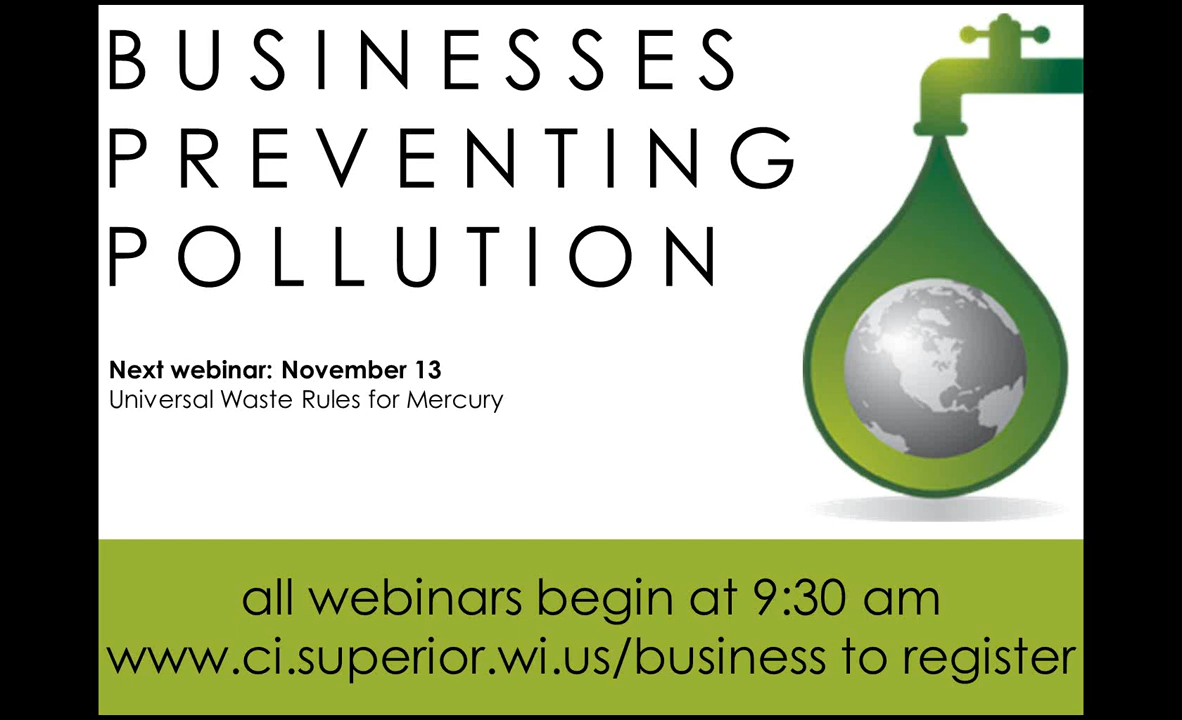 BUSINESSES
PREVENTING
POLLUTION
Next webinar: November 13
Universal Waste Rules for Mercury
all webinars begin at 9:30 am
www.ci.superior.wi.us/business to register